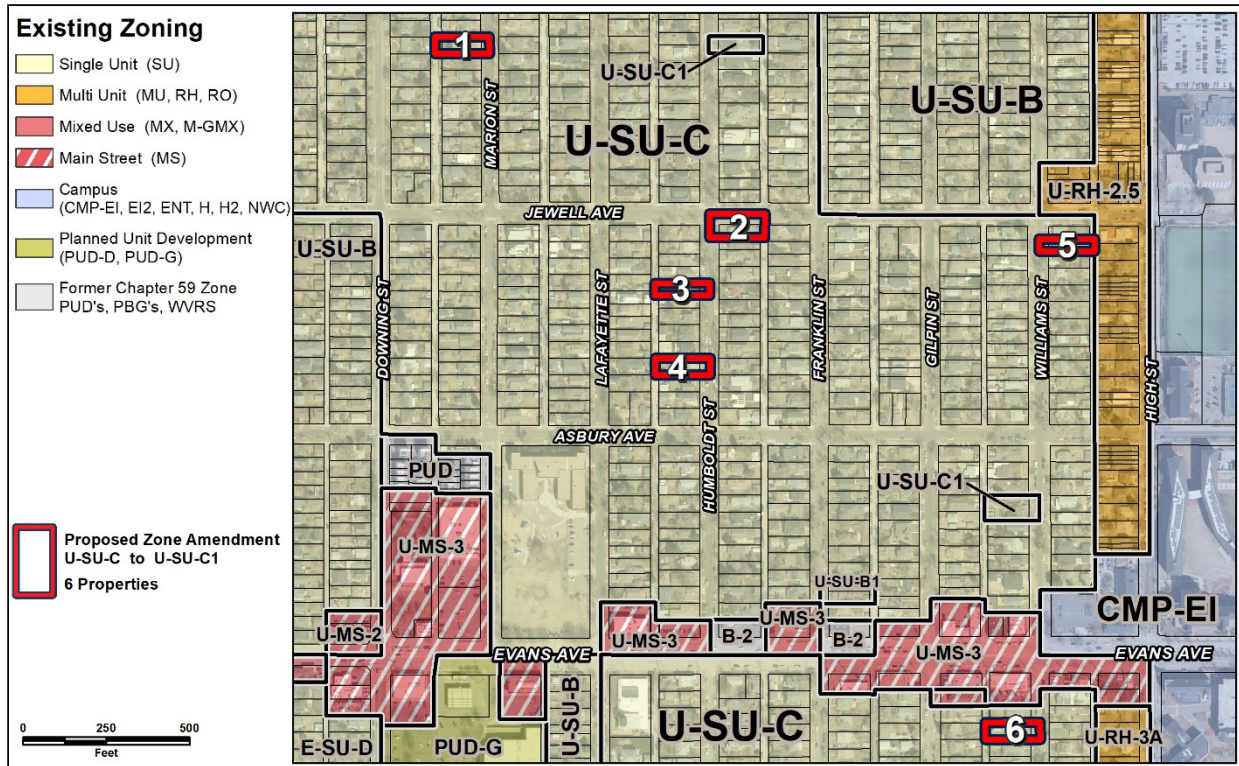 Existing Zoning
Single Unit (SU)
Multi Unit (MU, RH, RO)
Mixed Use (MX, M-GMX)
Main Street (MS)
Campus
(CMP-EI, EI2, ENT, H, H2, NWC)
Planned Unit Development
(PUD-D, PUD-G)
Former Chapter 59 Zone
PUD's, PBG's, WVRS
Proposed Zone Amendment
U-SU-C to U-SU-C1
6 Properties
0 250 500
Feet
1
MARION ST
U-SU-C1
U-SU-C
U-SU-B
U-RH-2.5
JEWELL AVE
2
U-SU-B
5
3
DOWNING ST
LAFAYETTE ST
HUMBOLDT ST
FRANKLIN ST
GILPIN ST
WILLIAMS ST
HIGH ST
4
ASBURY AVE
PUD
U-SU-C1
U-MS-3
U-SU-B1
CMP-EI
U-MS-2
U-MS-3
B-2
U-MS-3
B-2
U-MS-3
EVANS AVE
EVANS AVE
U-SU-B
U-SU-C
6
U-RH-3A
E-SU-D
PUD-G